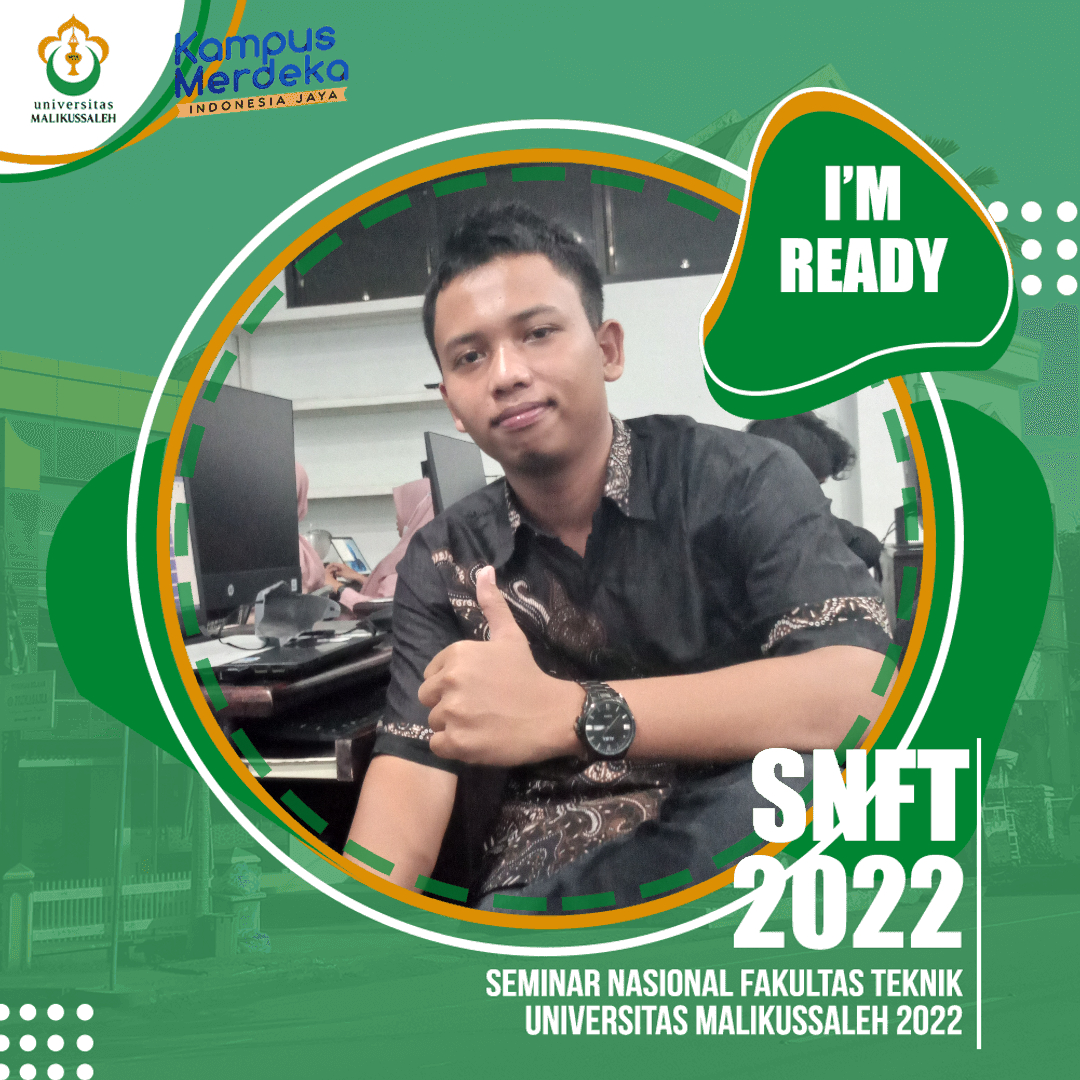 universitas
MALIKUSSALEH
Kampus
Merdeka
INDONESIA JAYA
I'M
READY
SNFT
2022
SEMINAR NASIONAL FAKULTAS TEKNIK
UNIVERSITAS MALIKUSSALEH 2022